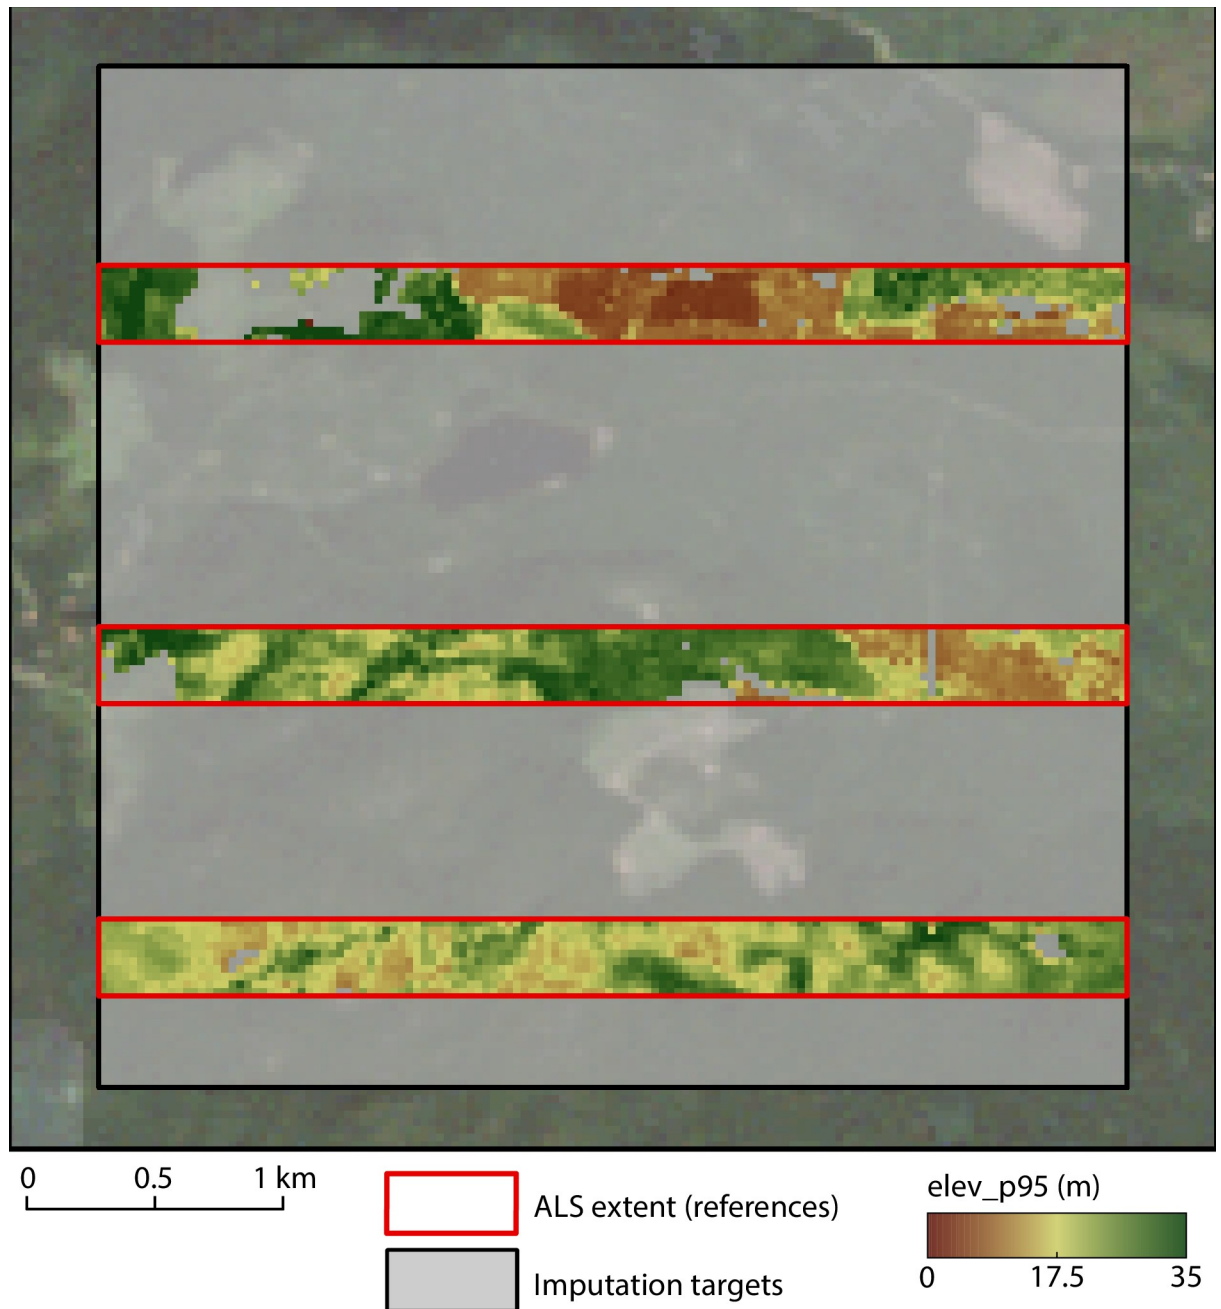 0 0.5 1 km
ALS extent (references)
Imputation targets
elev_p95 (m)
0 17.5 35